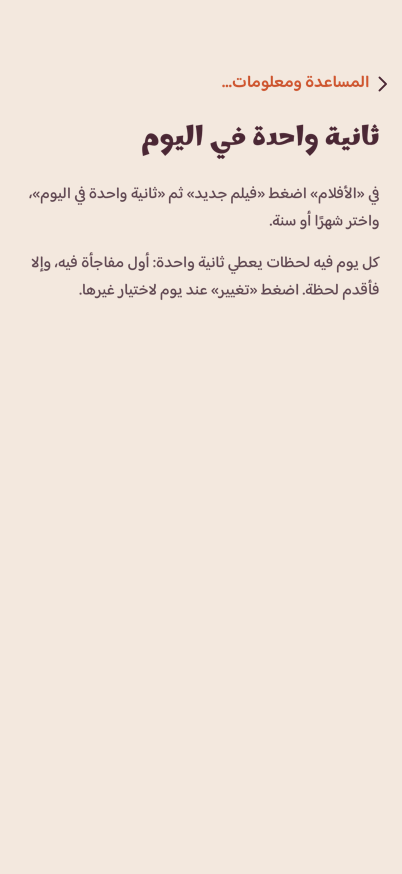 المساعدة ومعلومات...
ثانية واحدة في اليوم
في «الأفلام» اضغط «فيلم جديد» ثم «ثانية واحدة في اليوم»،
واختر شهرًا أو سنة.
كل يوم فيه لحظات يعطي ثانية واحدة: أول مفاجأة فيه، وإلا
فأقدم لحظة. اضغط «تغيير» عند يوم لاختيار غيرها.